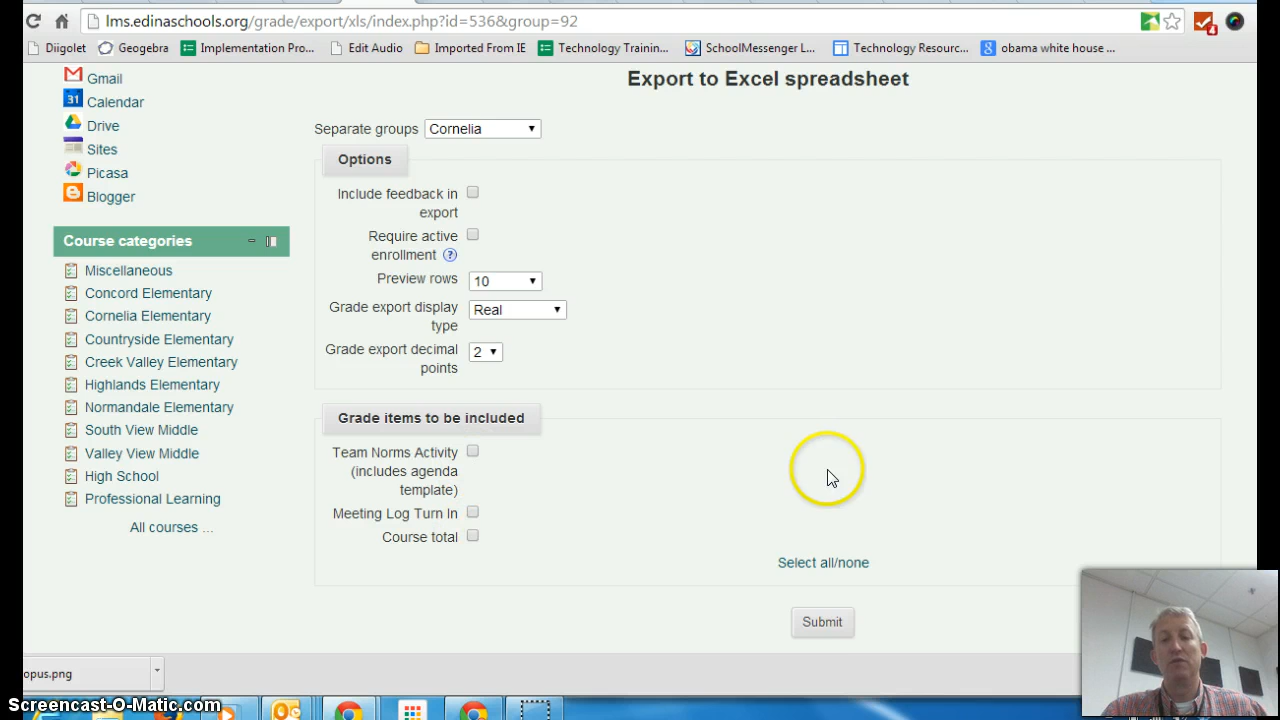 lms.edinaschools.org/grade/export/xls/index.php?id=536&group=92
4
Diigolet Geogebra Implementation Pro... Edit Audio Imported From IE Technology Trainin... SchoolMessenger L... Technology Resourc... obama white house ...
Gmail
31 Calendar
Drive
Sites
Picasa
Blogger
Course categories
Miscellaneous
Concord Elementary
Cornelia Elementary
Countryside Elementary
Creek Valley Elementary
Highlands Elementary
Normandale Elementary
South View Middle
Valley View Middle
High School
Professional Learning
All courses ...
Export to Excel spreadsheet
Separate groups Cornelia
Options
Include feedback in
export
Require active
enrollment ?
Preview rows 10
Grade export display
type Real
Grade export decimal
points 2
Grade items to be included
Team Norms Activity
(includes agenda
template)
Meeting Log Turn In
Course total
Select all/none
Submit
opus.png
Screencast-O-Matic.com